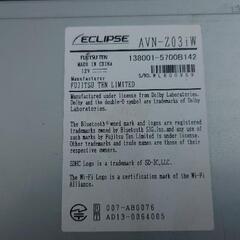 ECLIPSE AVN-Z03iW
FUJITSU TEN
MADE IN CHINA
12V
138001-5700B142
S/NO.
Manufacturer
FUJITSU TEN LIMITED
Manufactured under license from Dolby Laboratories.
Dolby and the double-D symbol are trademarks of Dolby
Laboratories.
The Bluetooth® word mark and logos are registered
trademarks owned by Bluetooth SIG,Inc. and any use
of such marks by Fujitsu Ten Limited is under license.
Other trademarks and trade names are those of their
respective owners.
SDHC Logo is a trademark of SD-3C,LLC.
The Wi-Fi Logo is a certification mark of
the Wi-Fi Alliance.
007-AB0076
AD13-0064005